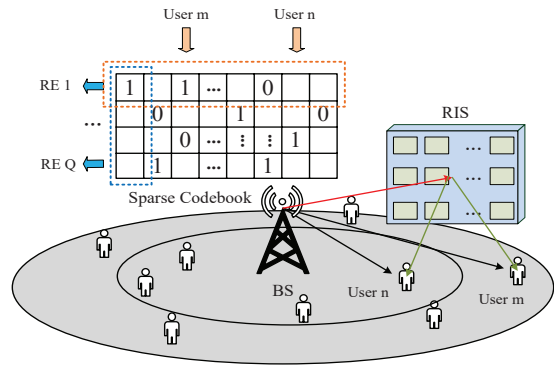 User m User n
RE 1 1 1 ... 0
... 0 1 0
0 ... ⋮ ⋮ 1
RE Q 1 ... 1
RIS
...
...
...
Sparse Codebook
BS
User n
User m